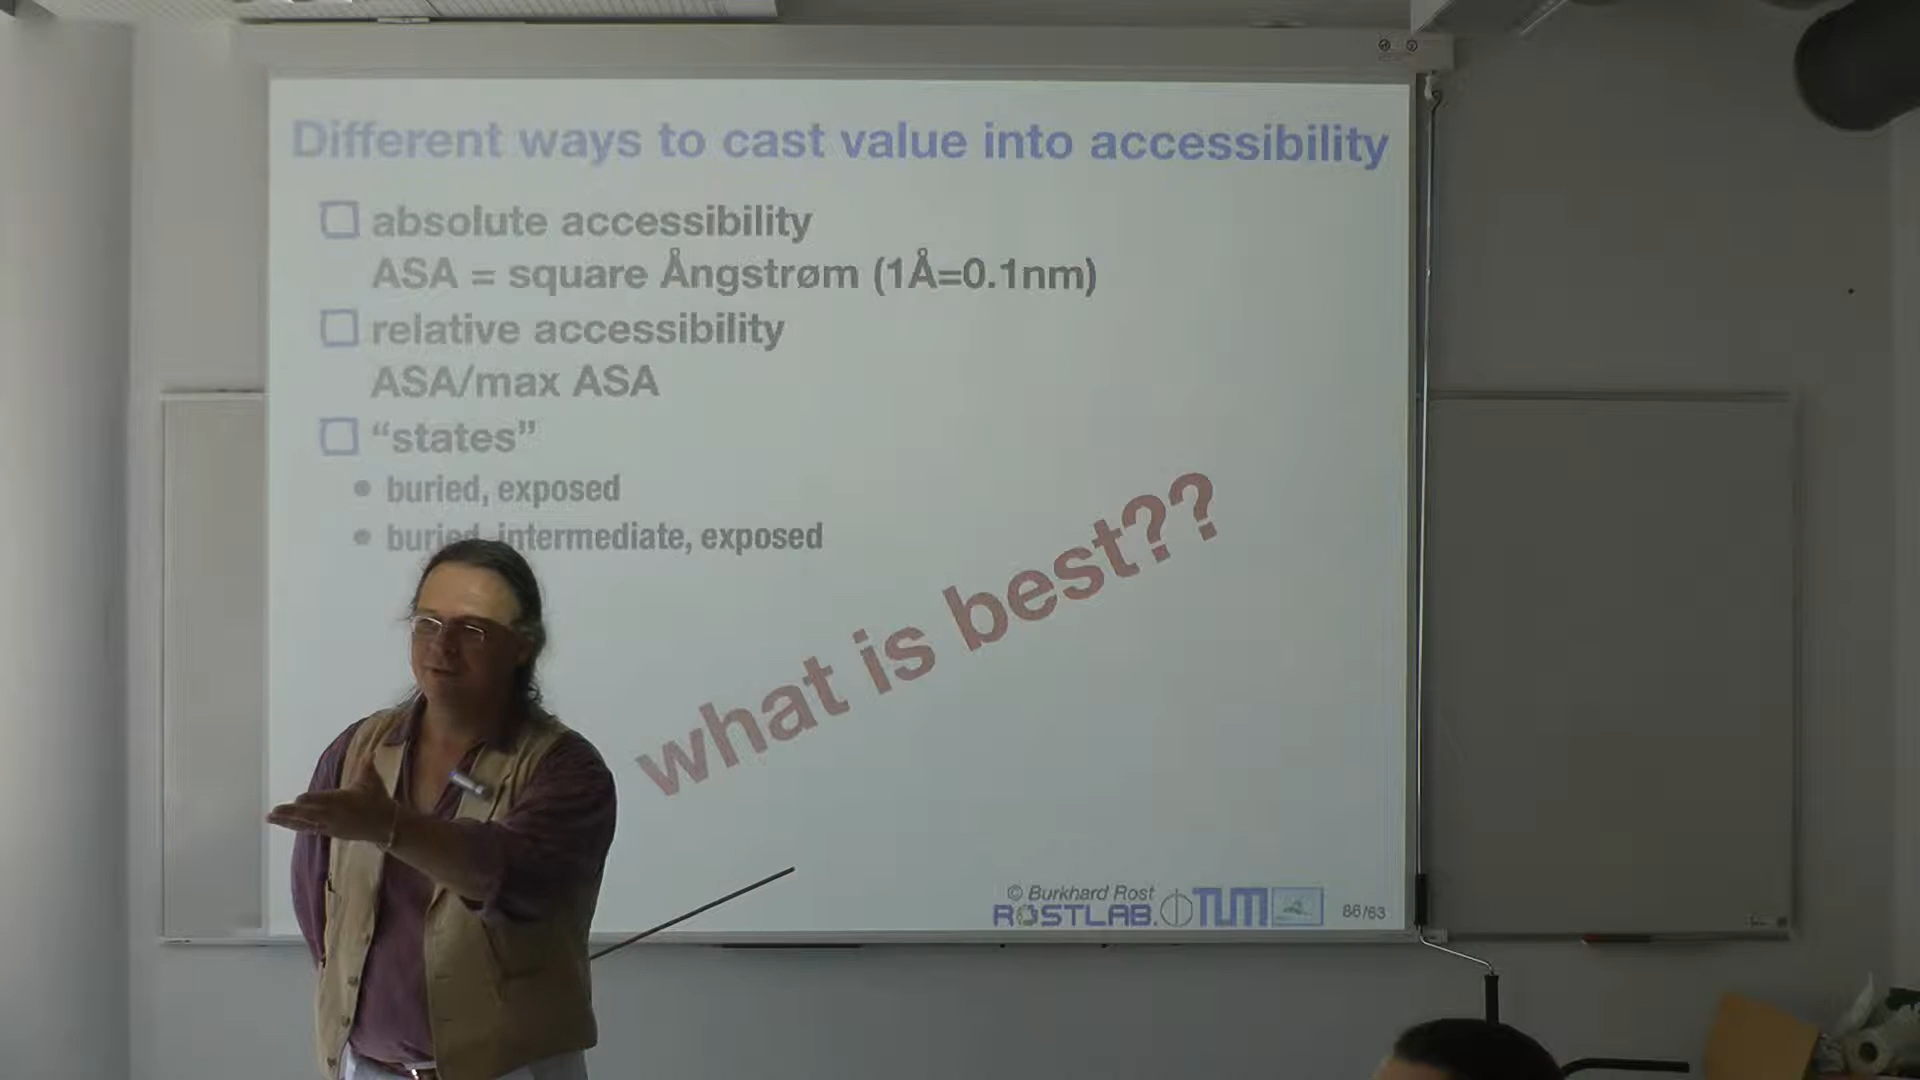 Different ways to cast value into accessibility
absolute accessibility
ASA = square Ångstrøm (1Å=0.1nm)
relative accessibility
ASA/max ASA
“states”
• buried, exposed
• buried, intermediate, exposed
what is best??
© Burkhard Rost
ROSTLAB. TUM
86/63